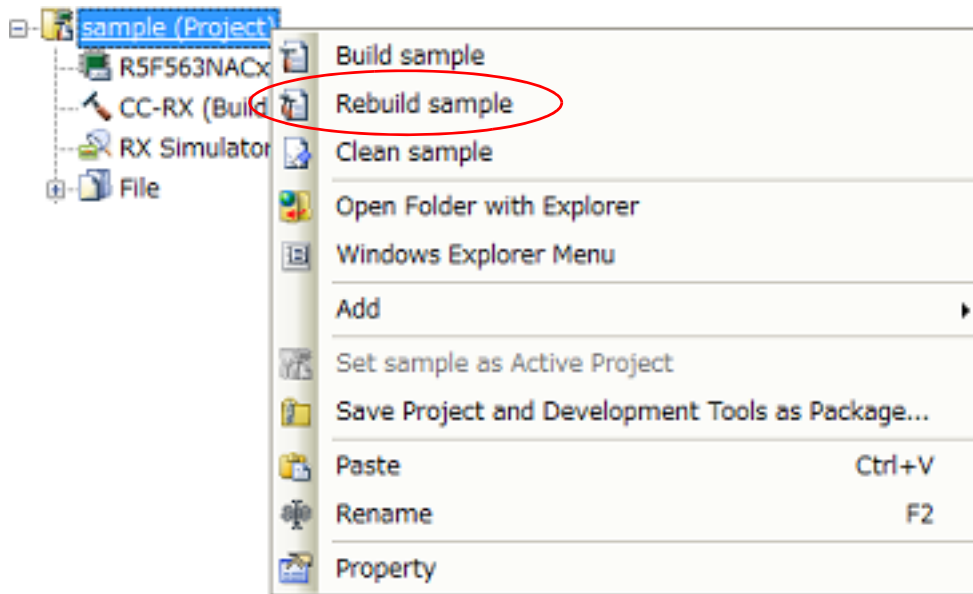 sample (Project)
R5F563NACx
CC-RX (Build
RX Simulator
File
Build sample
Rebuild sample
Clean sample
Open Folder with Explorer
Windows Explorer Menu
Add
Set sample as Active Project
Save Project and Development Tools as Package...
Paste Ctrl+V
Rename F2
Property